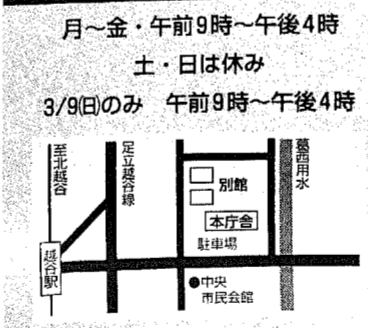 月〜金・午前9時〜午後4時
土・日は休み
3/9(日)のみ 午前9時〜午後4時
至北越谷
足立越谷線
葛西用水
別館
本庁舎
駐車場
越谷駅
●中央
市民会館